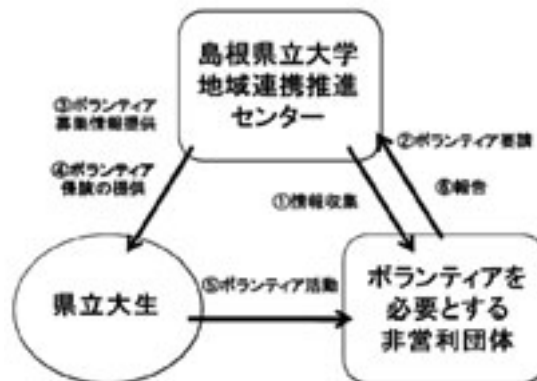 島根県立大学
地域連携推進
センター
③ボランティア
募集情報提供
④ボランティア
保険の提供
②ボランティア要請
①情報収集
⑥報告
県立大生
⑤ボランティア活動
ボランティアを
必要とする
非営利団体